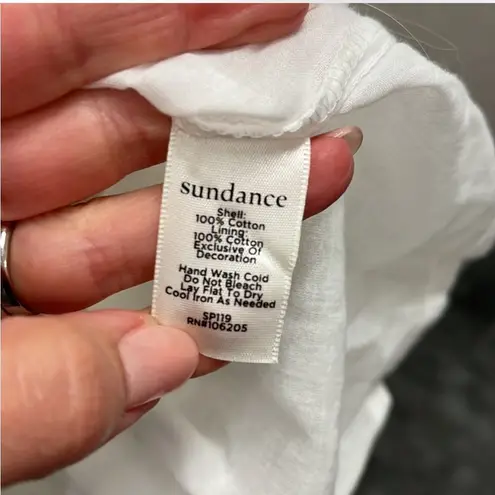 sundance
Shell:
100% Cotton
Lining:
100% Cotton
Exclusive Of
Decoration
Hand Wash Cold
Do Not Bleach
Lay Flat To Dry
Cool Iron As Needed
SP119
RN#106205